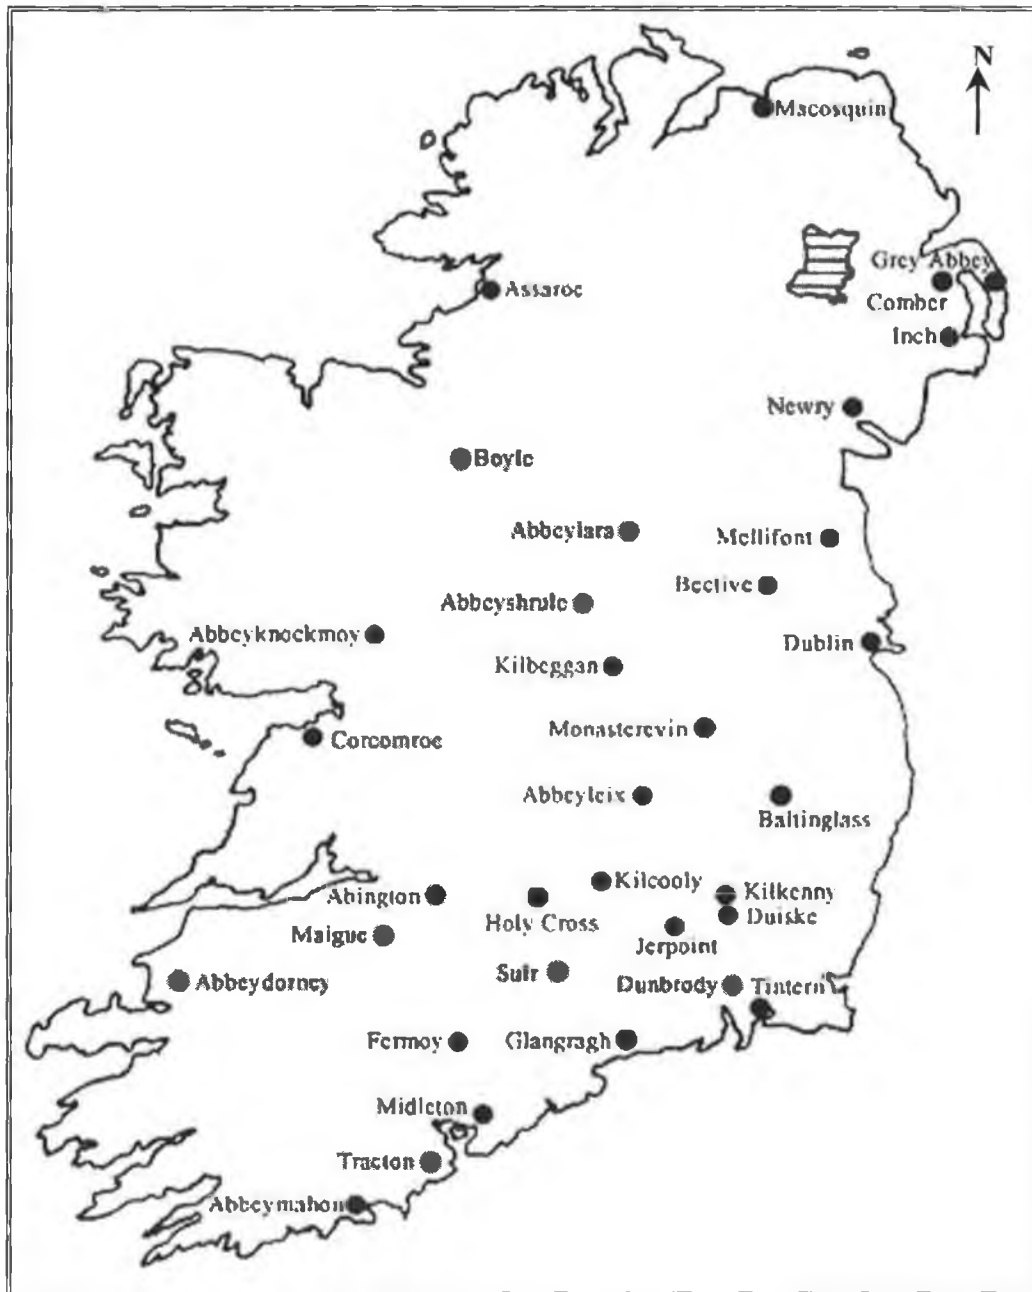 N
Macosquin
Grey Abbey
Assaroe
Comber
Inch
Newry
Boyle
Abbeylara
Mellifont
Bective
Abbeyshrule
Abbeyknockmoy
Dublin
Kilbeggan
Monasterevin
Corcomroe
Abbeyleix
Baltinglass
Kilcooly
Kilkenny
Abington
Duiske
Holy Cross
Maigue
Jerpoint
Suir
Abbeydorney
Dunbrody
Tintern
Fermoy
Glangragh
Midleton
Tracton
Abbeymahon